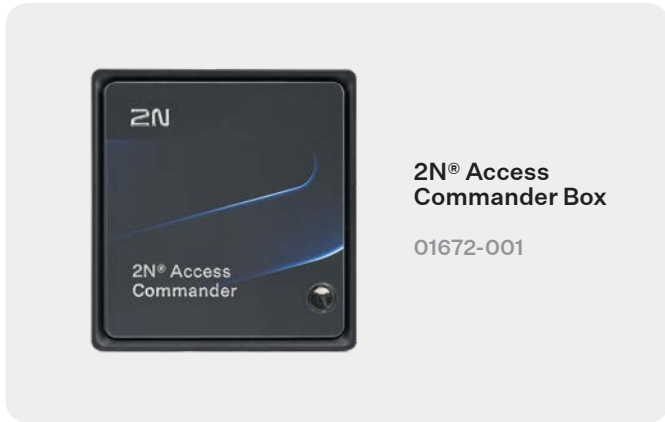 2N
2N® Access
Commander
2N® Access
Commander Box
01672-001